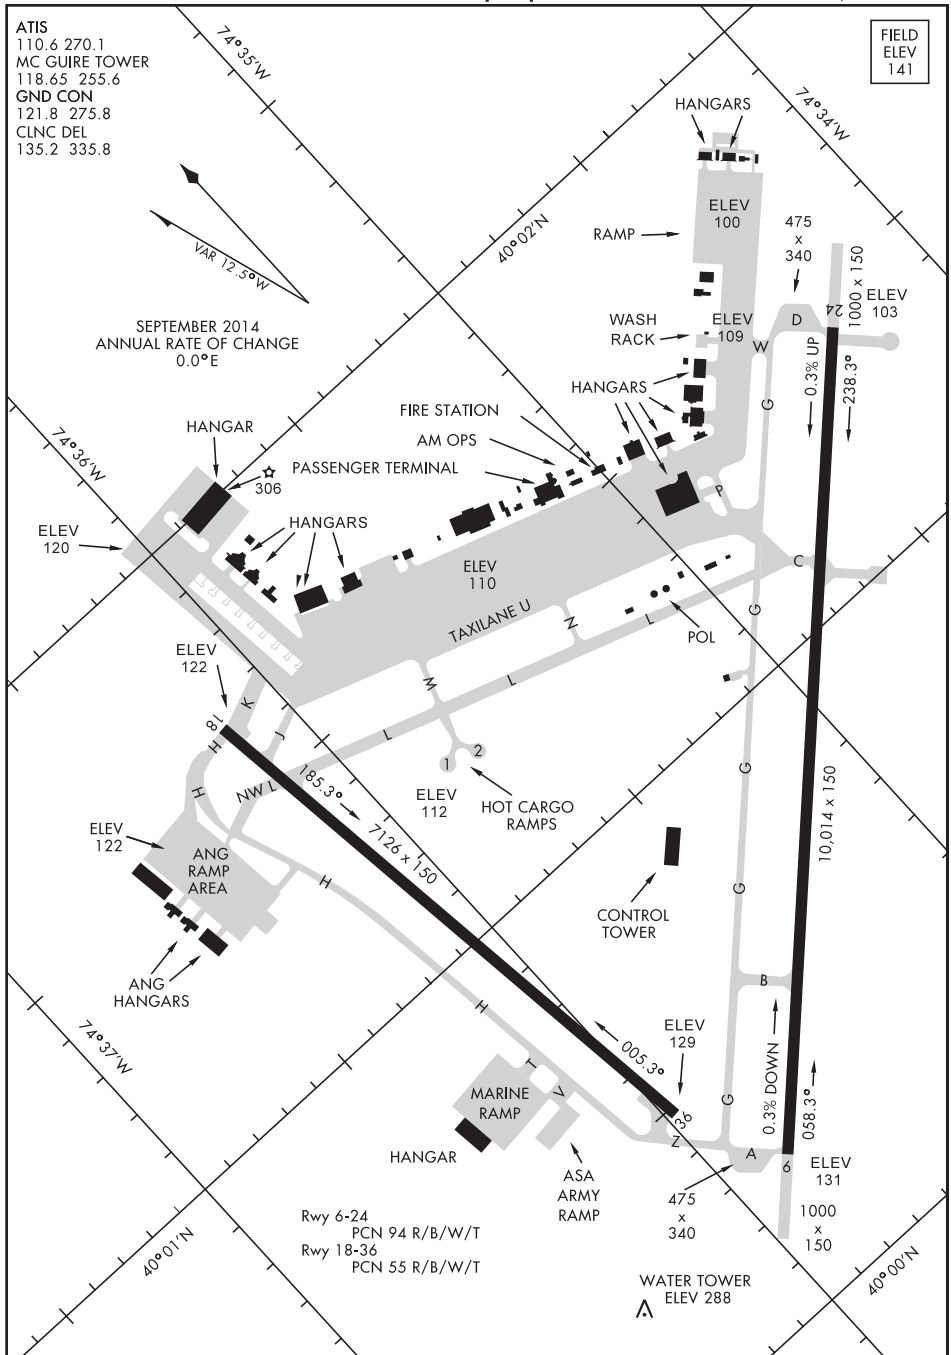 ATIS
110.6 270.1
MC GUIRE TOWER
118.65 255.6
GND CON
121.8 275.8
CLNC DEL
135.2 335.8
74°35'W
FIELD
ELEV
141
74°34'W
HANGARS
40°02'N
VAR 12.5°W
SEPTEMBER 2014
ANNUAL RATE OF CHANGE
0.0°E
ELEV
100
RAMP
475
x
340
1000 x 150
ELEV
103
24
D
WASH
RACK
ELEV
109
W
0.3% UP
238.3°
HANGARS
G
FIRE STATION
AM OPS
PASSENGER TERMINAL
HANGAR
306
74°36'W
ELEV
120
HANGARS
P
ELEV
110
C
TAXILANE U
N
L
G
POL
ELEV
122
M
L
K
18
H
J
L
1
2
G
NW L
185.3°
H
ELEV
112
HOT CARGO
RAMPS
7126 x 150
10,014 x 150
ELEV
122
ANG
RAMP
AREA
H
G
CONTROL
TOWER
ANG
HANGARS
B
H
74°37'W
005.3°
ELEV
129
0.3% DOWN
058.3°
T
V
MARINE
RAMP
G
36
Z
A
HANGAR
ASA
ARMY
RAMP
6
ELEV
131
475
x
340
1000
x
150
Rwy 6-24
PCN 94 R/B/W/T
Rwy 18-36
PCN 55 R/B/W/T
40°01'N
40°00'N
WATER TOWER
ELEV 288